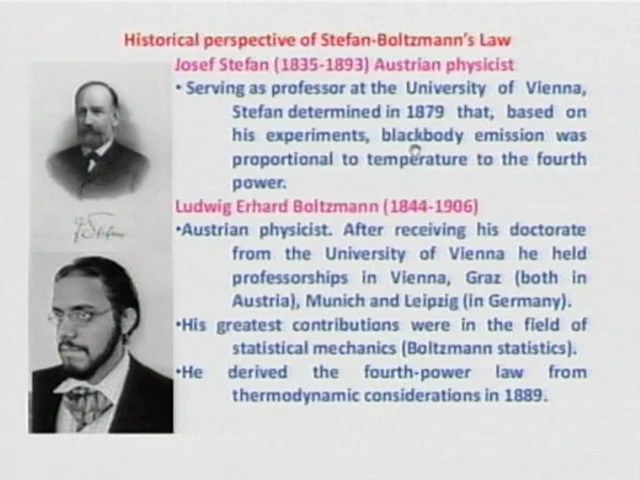 Historical perspective of Stefan-Boltzmann's Law
Josef Stefan (1835-1893) Austrian physicist
• Serving as professor at the University of Vienna,
Stefan determined in 1879 that, based on
his experiments, blackbody emission was
proportional to temperature to the fourth
power.
J Stefan
Ludwig Erhard Boltzmann (1844-1906)
•Austrian physicist. After receiving his doctorate
from the University of Vienna he held
professorships in Vienna, Graz (both in
Austria), Munich and Leipzig (in Germany).
•His greatest contributions were in the field of
statistical mechanics (Boltzmann statistics).
•He derived the fourth-power law from
thermodynamic considerations in 1889.